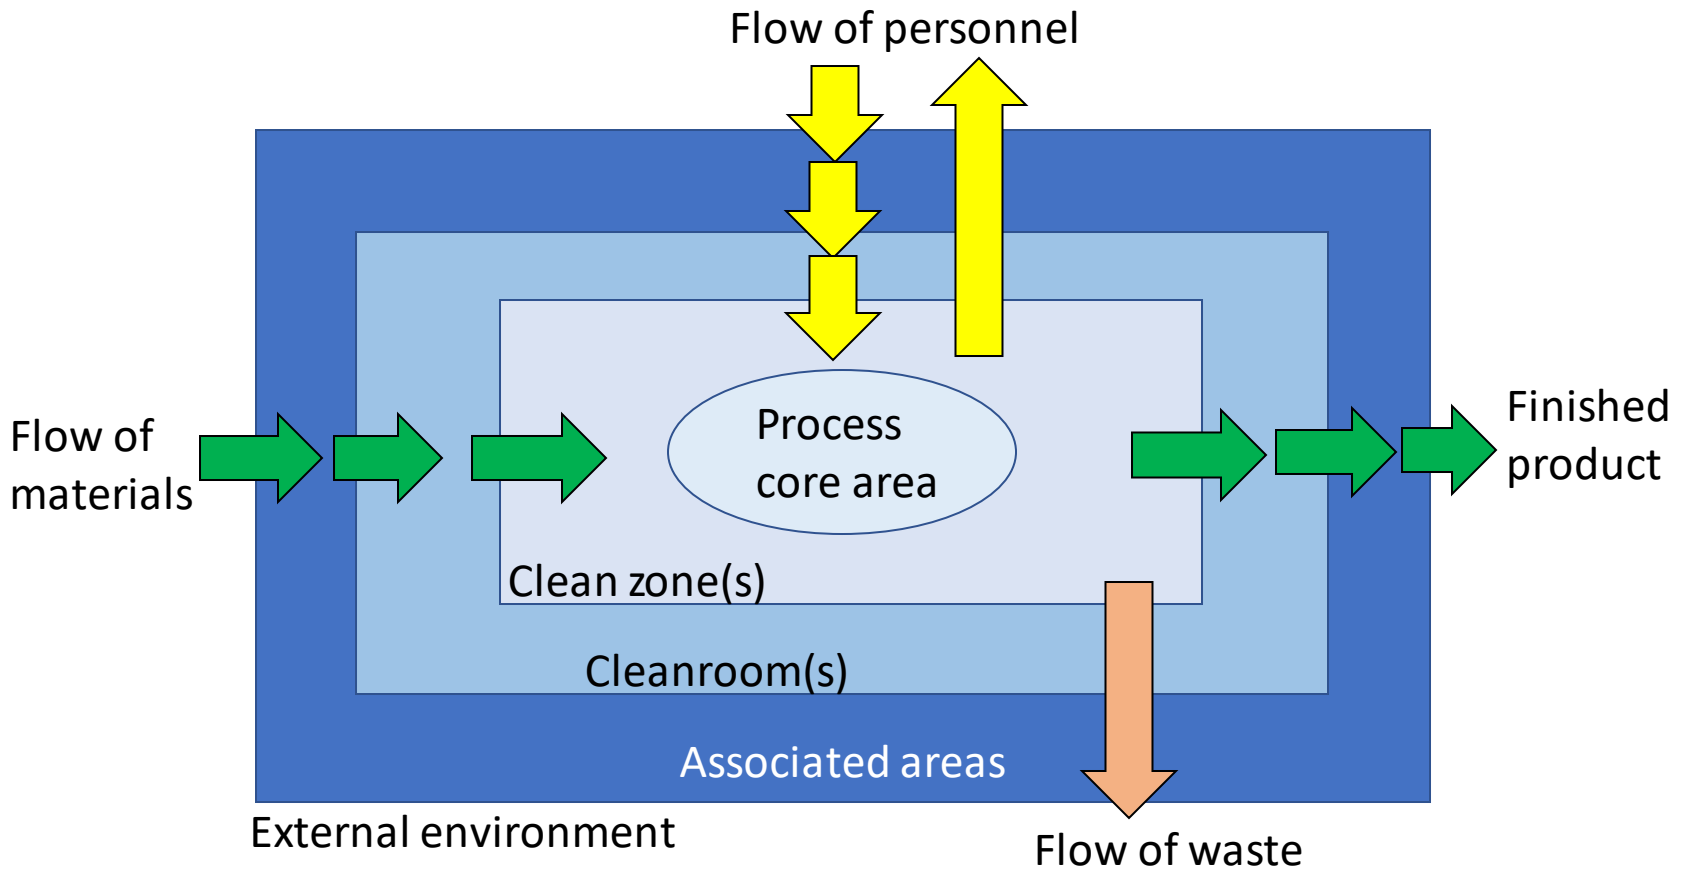 Flow of personnel
Flow of
materials
Process
core area
Finished
product
Clean zone(s)
Cleanroom(s)
Associated areas
External environment
Flow of waste